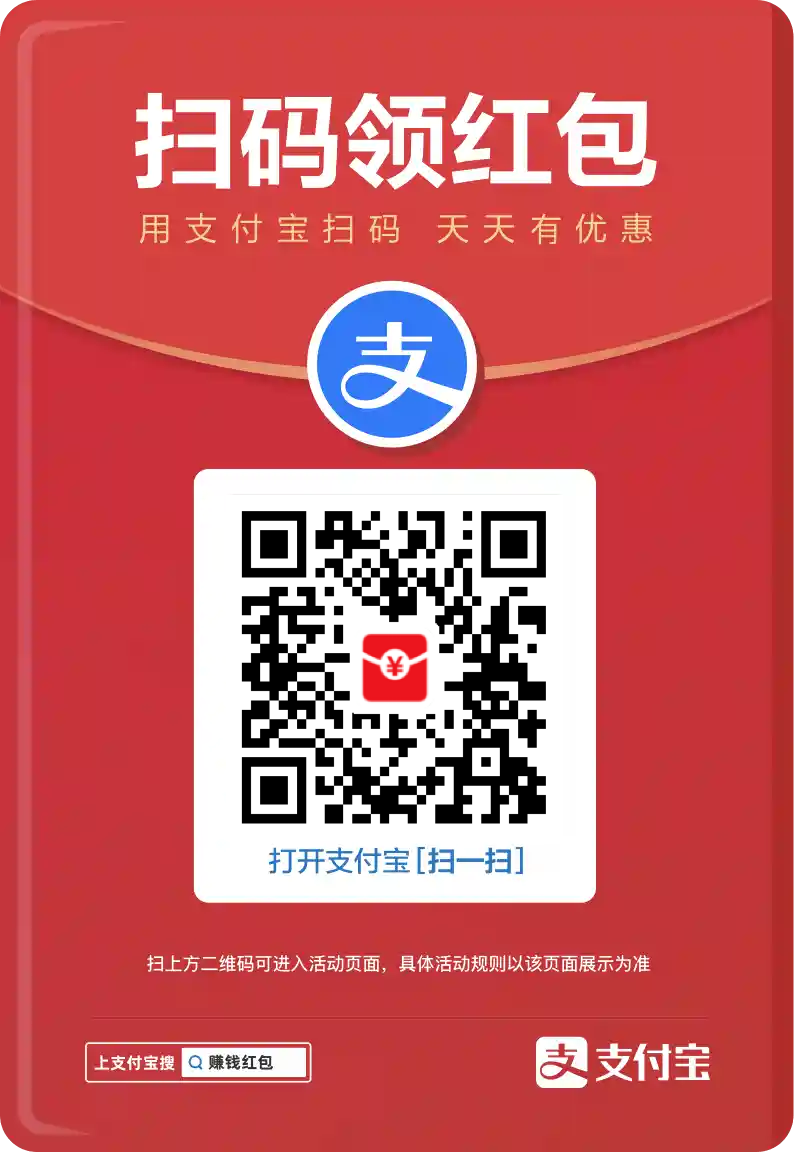 扫码领红包
用支付宝扫码 天天有优惠
支
¥
打开支付宝[扫一扫]
扫上方二维码可进入活动页面，具体活动规则以该页面展示为准
上支付宝搜 赚钱红包
支 支付宝